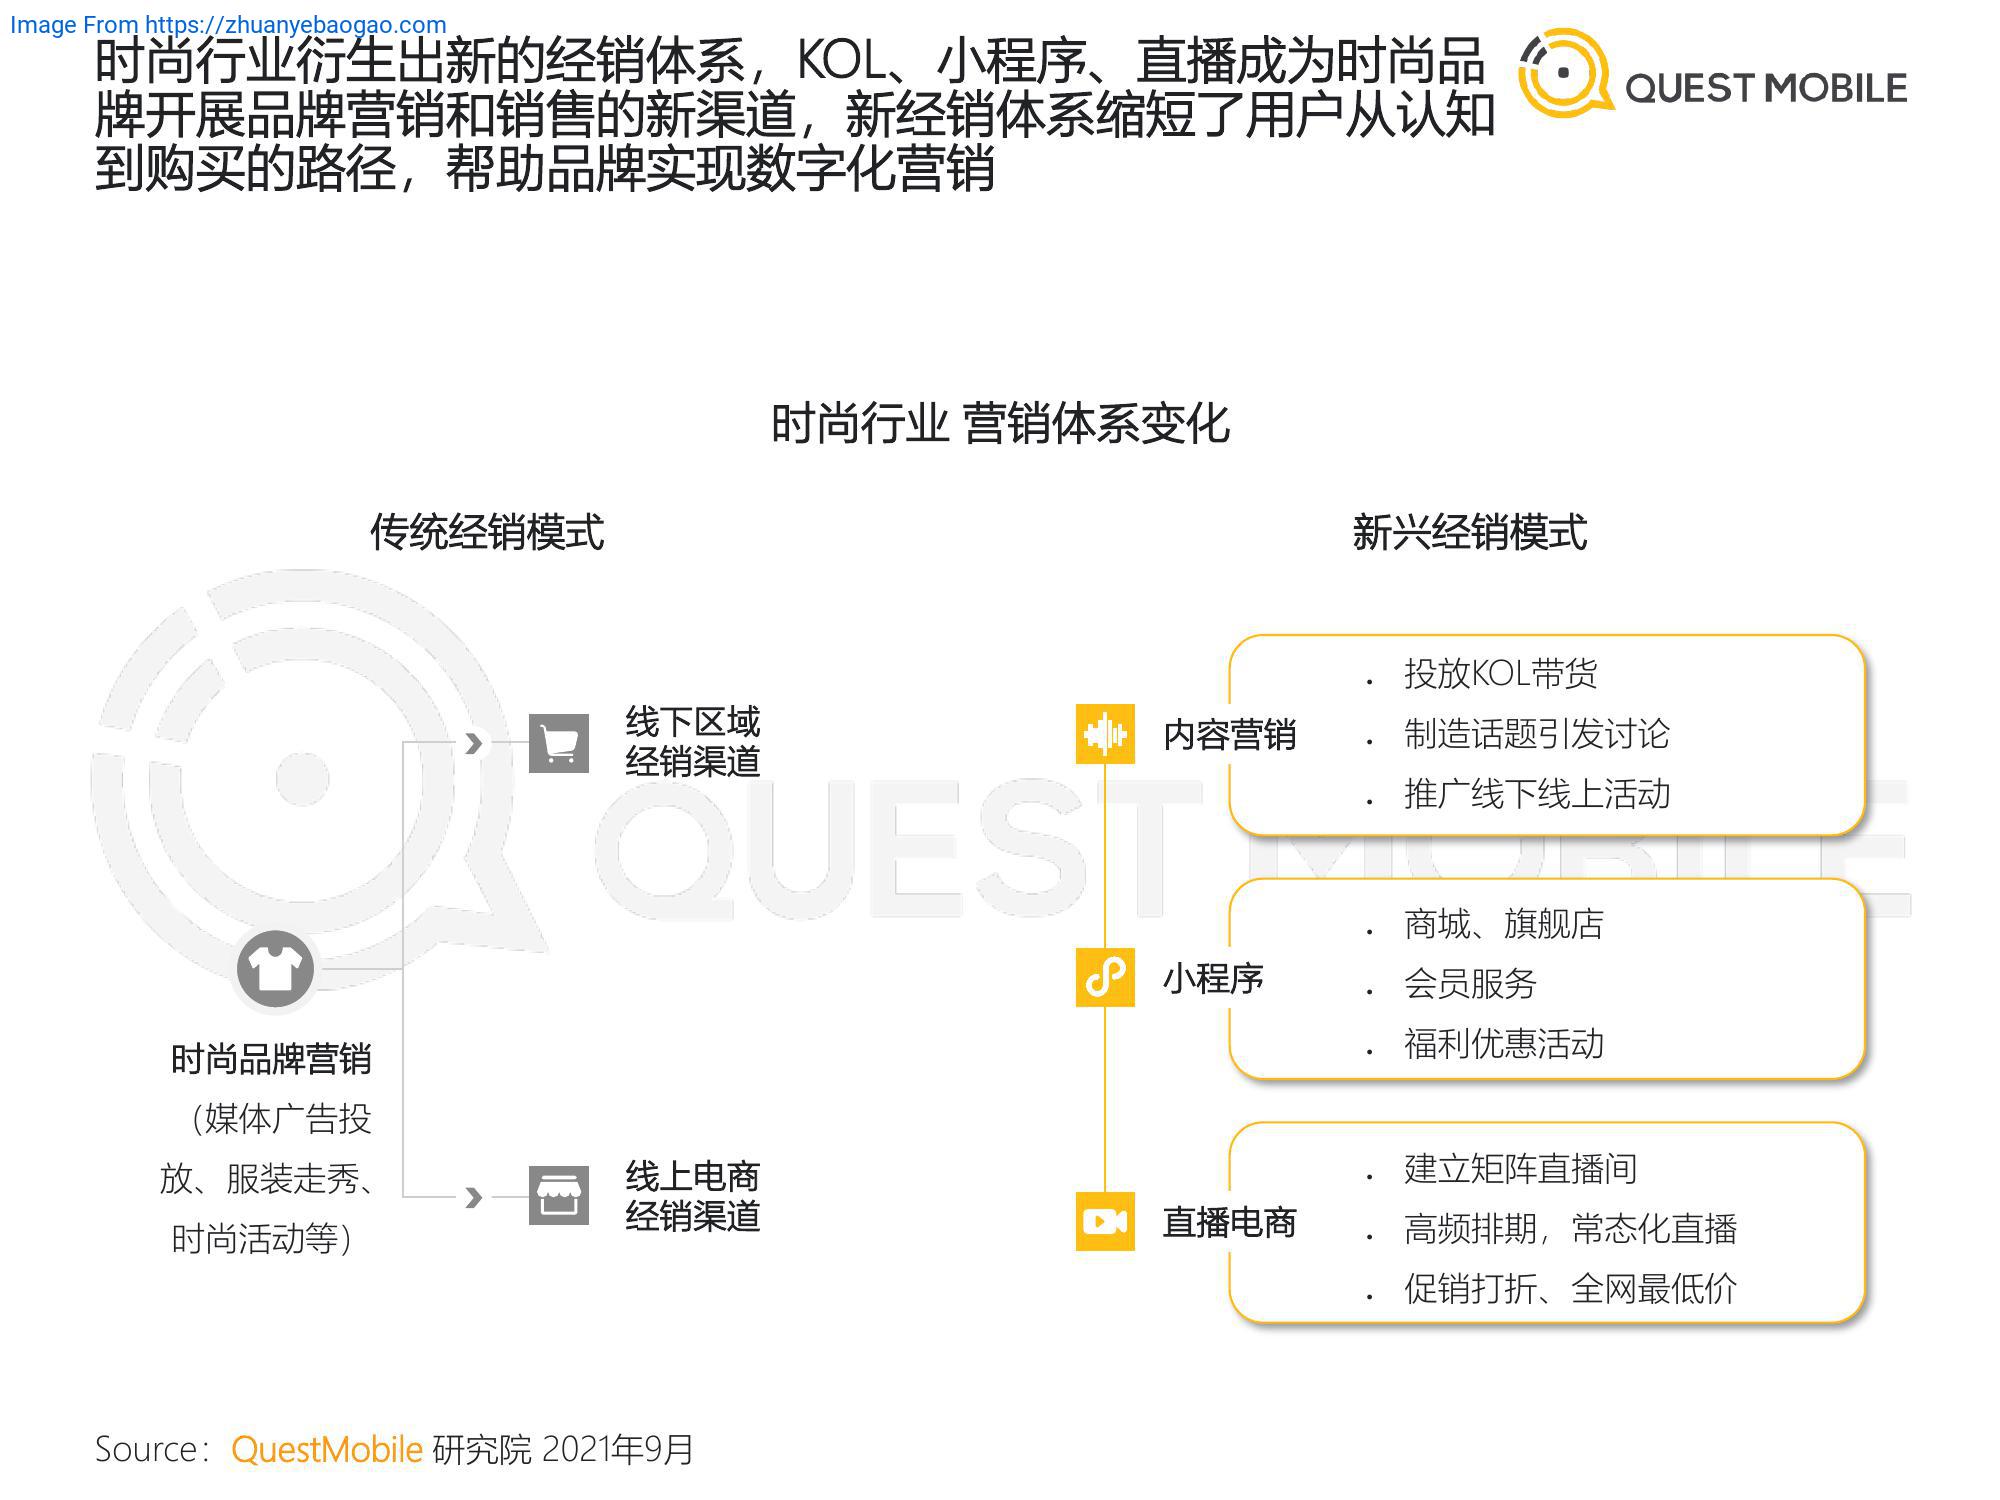 Image From https://zhuanyebaogao.com
时尚行业衍生出新的经销体系，KOL、小程序、直播成为时尚品
牌开展品牌营销和销售的新渠道，新经销体系缩短了用户从认知
到购买的路径，帮助品牌实现数字化营销
QUEST MOBILE
时尚行业 营销体系变化
传统经销模式
线下区域
经销渠道
时尚品牌营销
（媒体广告投
放、服装走秀、
时尚活动等）
线上电商
经销渠道
新兴经销模式
内容营销
• 投放KOL带货
• 制造话题引发讨论
• 推广线下线上活动
小程序
• 商城、旗舰店
• 会员服务
• 福利优惠活动
直播电商
• 建立矩阵直播间
• 高频排期，常态化直播
• 促销打折、全网最低价
QUEST MOBILE
Source：QuestMobile 研究院 2021年9月